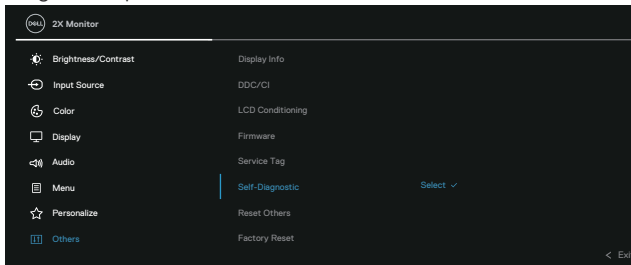 DELL 2X Monitor
Brightness/Contrast Display Info
Input Source DDC/CI
Color LCD Conditioning
Display Firmware
Audio Service Tag
Menu Self-Diagnostic Select
Personalize Reset Others
Others Factory Reset
Exi